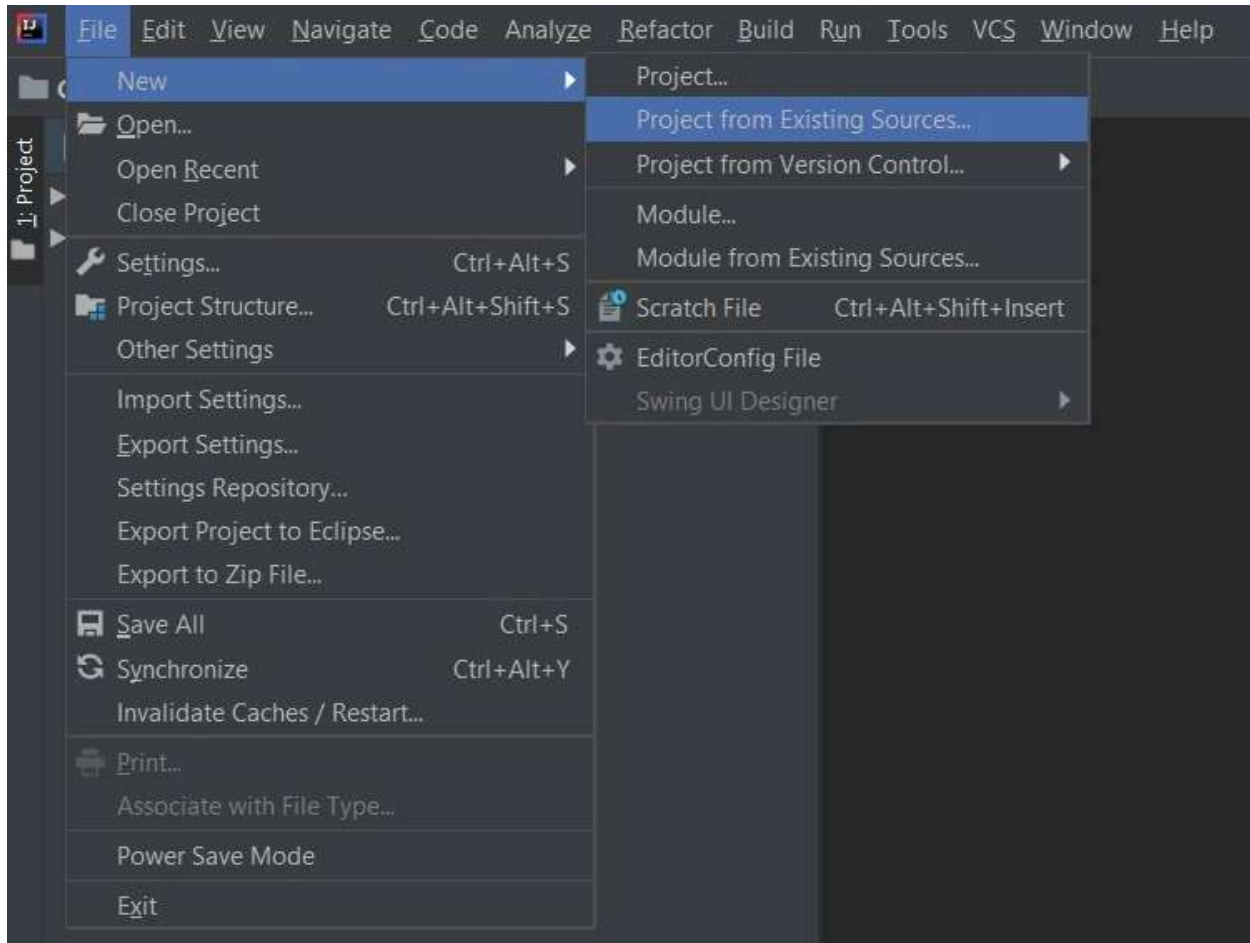 IJ
File Edit View Navigate Code Analyze Refactor Build Run Tools VCS Window Help
New
Open...
Open Recent
Close Project
Settings... Ctrl+Alt+S
Project Structure... Ctrl+Alt+Shift+S
Other Settings
Import Settings...
Export Settings...
Settings Repository...
Export Project to Eclipse...
Export to Zip File...
Save All Ctrl+S
Synchronize Ctrl+Alt+Y
Invalidate Caches / Restart...
Print...
Associate with File Type...
Power Save Mode
Exit
Project...
Project from Existing Sources...
Project from Version Control...
Module...
Module from Existing Sources...
Scratch File Ctrl+Alt+Shift+Insert
EditorConfig File
Swing UI Designer
1: Project